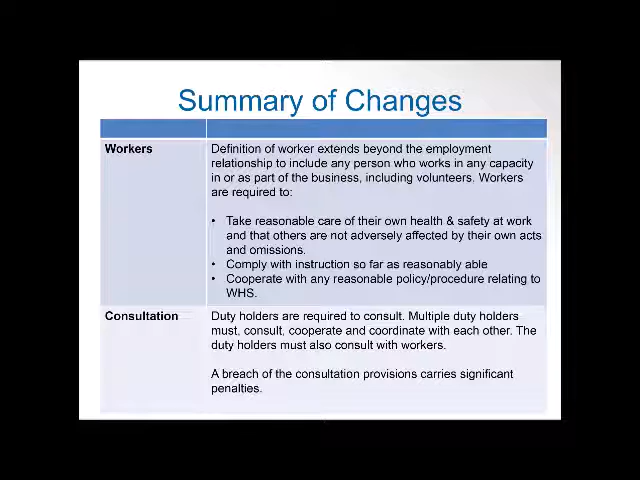 Summary of Changes
Workers
Definition of worker extends beyond the employment
relationship to include any person who works in any capacity
in or as part of the business, including volunteers. Workers
are required to:
• Take reasonable care of their own health & safety at work
and that others are not adversely affected by their own acts
and omissions.
• Comply with instruction so far as reasonably able
• Cooperate with any reasonable policy/procedure relating to
WHS.
Consultation
Duty holders are required to consult. Multiple duty holders
must, consult, cooperate and coordinate with each other. The
duty holders must also consult with workers.
A breach of the consultation provisions carries significant
penalties.